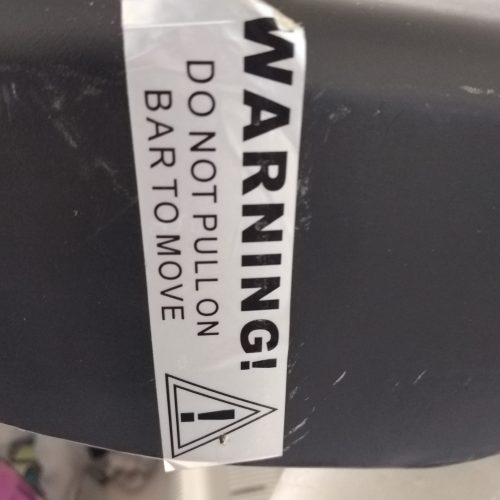 WARNING!
DO NOT PULL ON
BAR TO MOVE
!